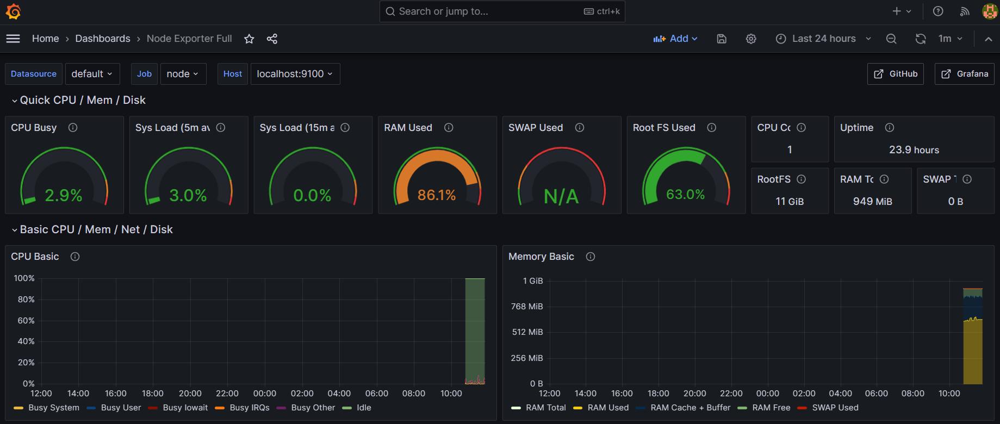 Search or jump to... ctrl+k
Home › Dashboards › Node Exporter Full Add Last 24 hours 1m
Datasource default Job node Host localhost:9100 GitHub Grafana
Quick CPU / Mem / Disk
CPU Busy
2.9%
Sys Load (5m av
3.0%
Sys Load (15m a
0.0%
RAM Used
86.1%
SWAP Used
N/A
Root FS Used
63.0%
CPU Co
1
Uptime
23.9 hours
RootFS
11 GiB
RAM To
949 MiB
SWAP T
0 B
Basic CPU / Mem / Net / Disk
CPU Basic
100%
80%
60%
40%
20%
0%
12:00 14:00 16:00 18:00 20:00 22:00 00:00 02:00 04:00 06:00 08:00 10:00
Busy System Busy User Busy Iowait Busy IRQs Busy Other Idle
Memory Basic
1 GiB
768 MiB
512 MiB
256 MiB
0 B
12:00 14:00 16:00 18:00 20:00 22:00 00:00 02:00 04:00 06:00 08:00 10:00
RAM Total RAM Used RAM Cache + Buffer RAM Free SWAP Used